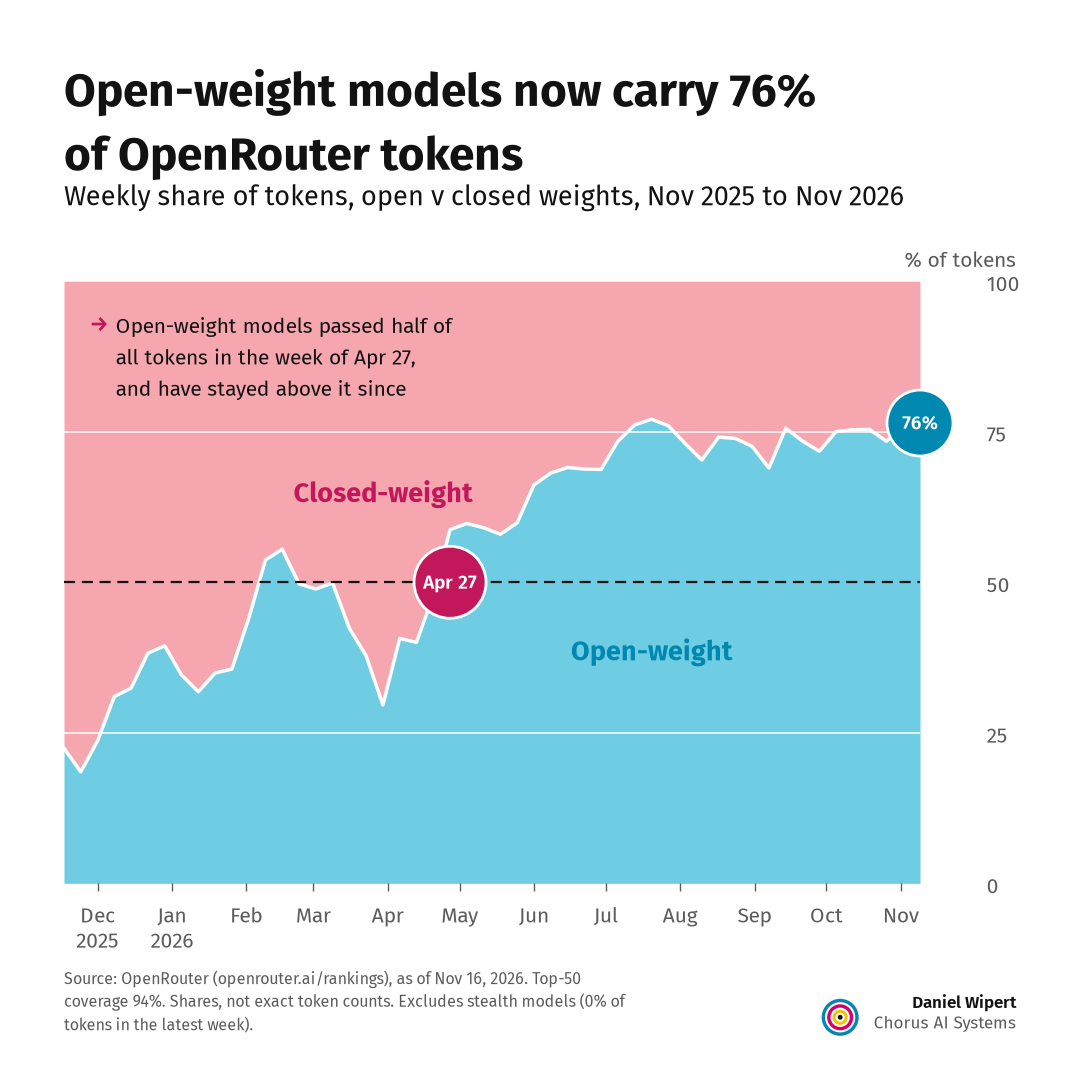 Open-weight models now carry 76%
of OpenRouter tokens
Weekly share of tokens, open v closed weights, Nov 2025 to Nov 2026
% of tokens
100
→ Open-weight models passed half of
all tokens in the week of Apr 27,
and have stayed above it since
76%
75
Closed-weight
Apr 27
50
Open-weight
25
0
Dec Jan Feb Mar Apr May Jun Jul Aug Sep Oct Nov
2025 2026
Source: OpenRouter (openrouter.ai/rankings), as of Nov 16, 2026. Top-50
coverage 94%. Shares, not exact token counts. Excludes stealth models (0% of
tokens in the latest week).
Daniel Wipert
Chorus AI Systems